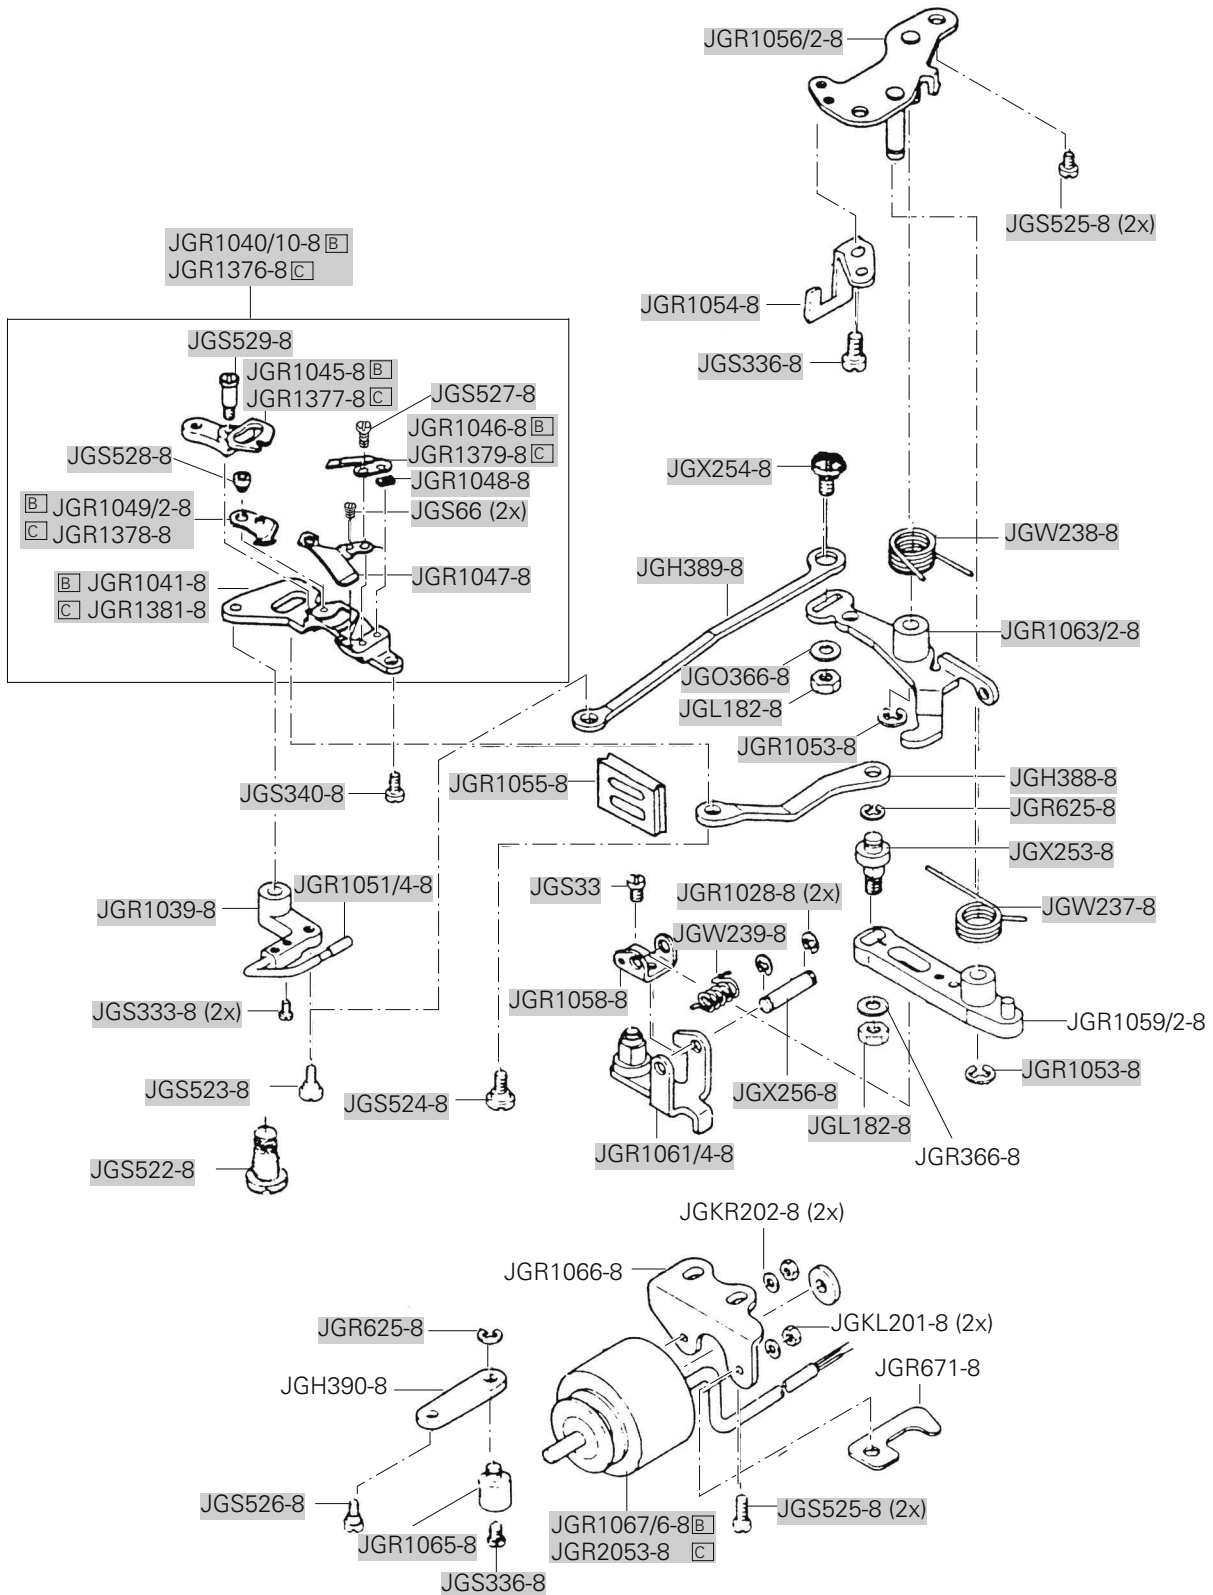 JGR1056/2-8
JGS525-8 (2x)
JGR1040/10-8 B
JGR1376-8 C
JGR1054-8
JGS336-8
JGS529-8
JGR1045-8 B
JGR1377-8 C
JGS527-8
JGR1046-8 B
JGR1379-8 C
JGS528-8
JGR1048-8
JGX254-8
B JGR1049/2-8
C JGR1378-8
JGS66 (2x)
JGW238-8
JGH389-8
JGR1047-8
B JGR1041-8
C JGR1381-8
JGR1063/2-8
JGO366-8
JGL182-8
JGR1053-8
JGR1055-8
JGH388-8
JGS340-8
JGR625-8
JGX253-8
JGR1051/4-8
JGS33
JGR1028-8 (2x)
JGR1039-8
JGW237-8
JGW239-8
JGR1058-8
JGS333-8 (2x)
JGR1059/2-8
JGR1053-8
JGS523-8
JGX256-8
JGS524-8
JGL182-8
JGR1061/4-8
JGR366-8
JGS522-8
JGKR202-8 (2x)
JGR1066-8
JGR625-8
JGKL201-8 (2x)
JGH390-8
JGR671-8
JGS526-8
JGR1065-8
JGR1067/6-8 B
JGR2053-8 C
JGS525-8 (2x)
JGS336-8